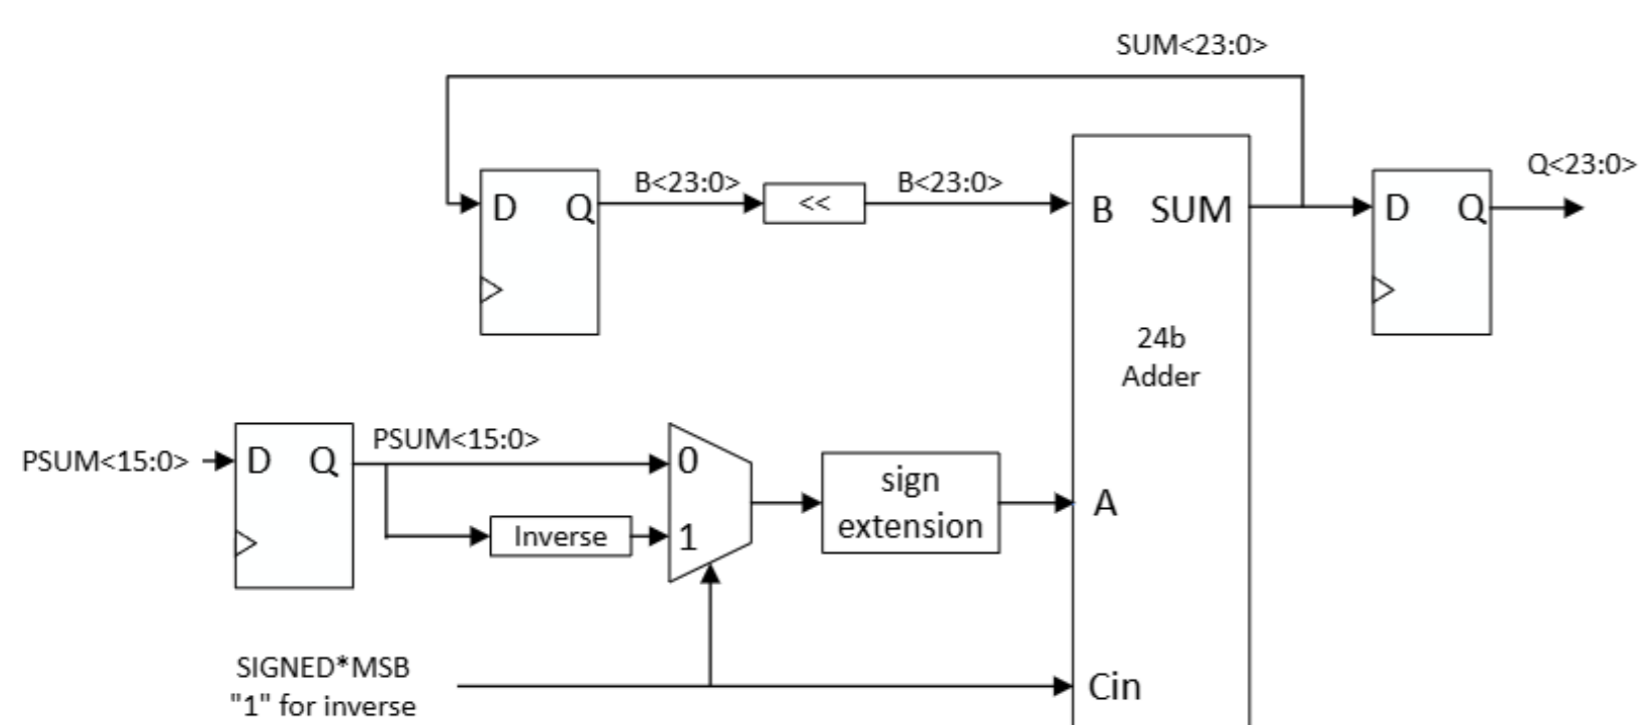 SUM<23:0>
Q<23:0>
B<23:0>
B<23:0>
D Q
<<
B SUM
D Q
24b
Adder
PSUM<15:0>
PSUM<15:0>
D Q
0
sign
extension
A
Inverse
1
SIGNED*MSB
"1" for inverse
Cin